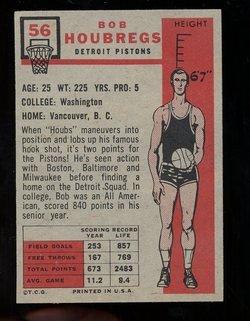 56
BOB
HOUBREGS
DETROIT PISTONS
HEIGHT
6'7"
AGE: 25 WT: 225 YRS. PRO: 5
COLLEGE: Washington
HOME: Vancouver, B. C.
When "Houbs" maneuvers into
position and lobs up his famous
hook shot, it's two points for
the Pistons! He's seen action
with Boston, Baltimore and
Milwaukee before finding a
home on the Detroit Squad. In
college, Bob was an All Amer-
ican, scored 840 points in his
senior year.
SCORING RECORD
YEAR LIFE
FIELD GOALS 253 857
FREE THROWS 167 769
TOTAL POINTS 673 2483
AVG. GAME 11.2 9.4
©T.C.G. PRINTED IN U.S.A.